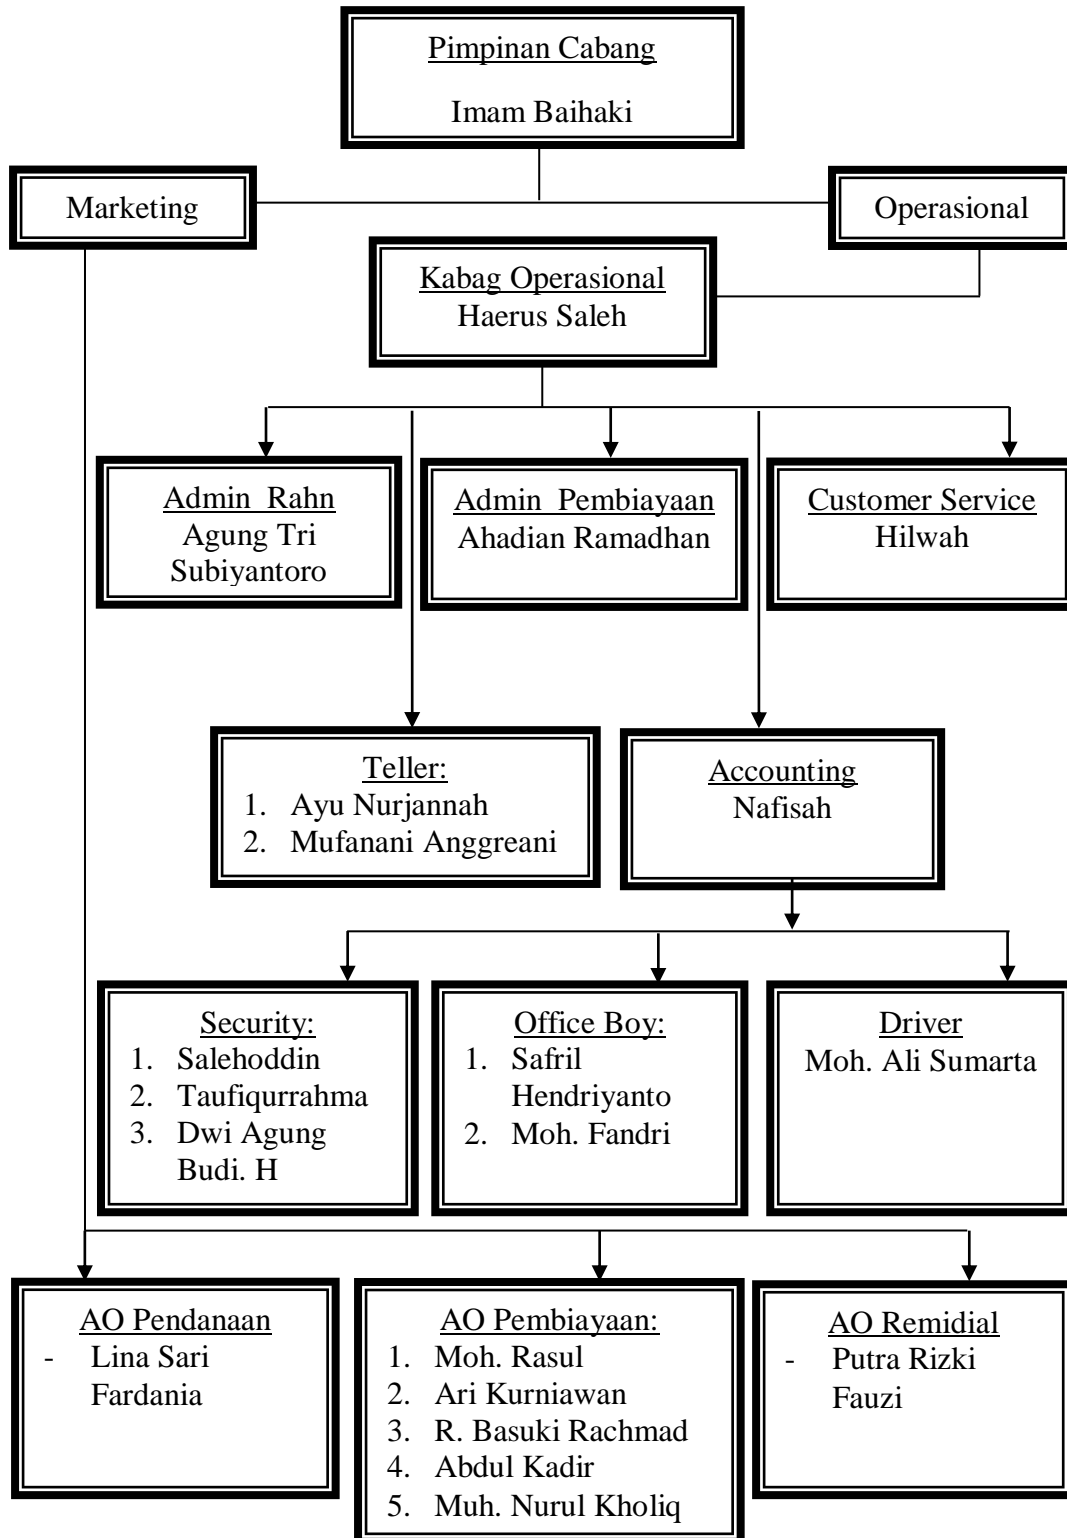 Pimpinan Cabang
Imam Baihaki
Marketing
Operasional
Kabag Operasional
Haerus Saleh
Admin Rahn
Agung Tri
Subiyantoro
Admin Pembiayaan
Ahadian Ramadhan
Customer Service
Hilwah
Teller:
1. Ayu Nurjannah
2. Mufanani Anggreani
Accounting
Nafisah
Security:
1. Salehoddin
2. Taufiqurrahma
3. Dwi Agung
Budi. H
Office Boy:
1. Safril
Hendriyanto
2. Moh. Fandri
Driver
Moh. Ali Sumarta
AO Pendanaan
- Lina Sari
Fardania
AO Pembiayaan:
1. Moh. Rasul
2. Ari Kurniawan
3. R. Basuki Rachmad
4. Abdul Kadir
5. Muh. Nurul Kholiq
AO Remidial
- Putra Rizki
Fauzi